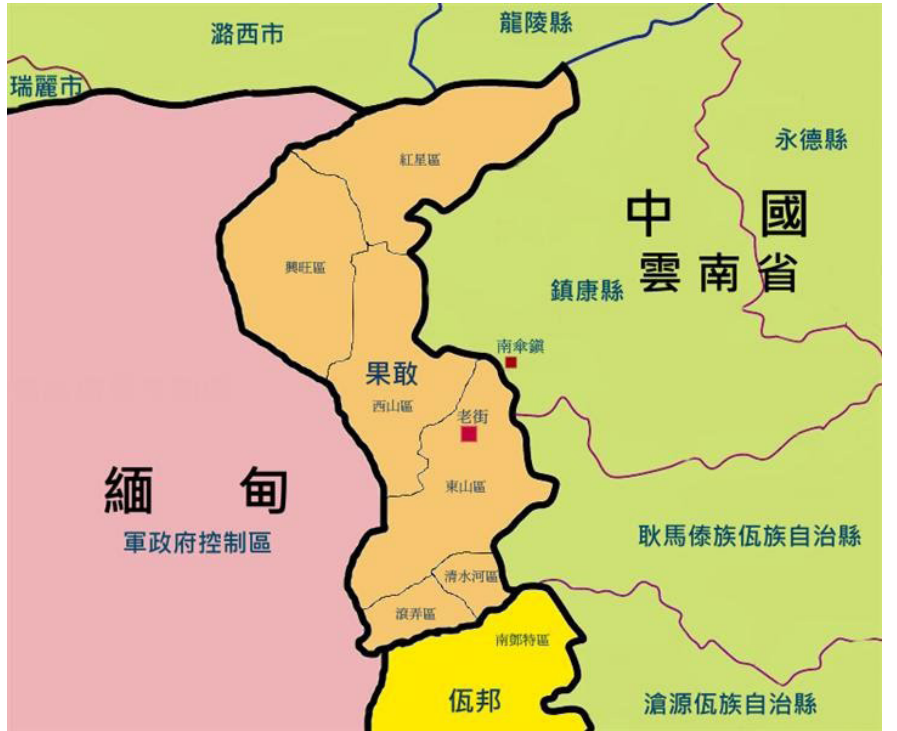 潞西市
龍陵縣
瑞麗市
永德縣
紅星區
中國
雲南省
興旺區
鎮康縣
南傘鎮
果敢
西山區
老街
緬甸
東山區
軍政府控制區
耿馬傣族佤族自治縣
清水河區
滾弄區
南鄧特區
佤邦
滄源佤族自治縣